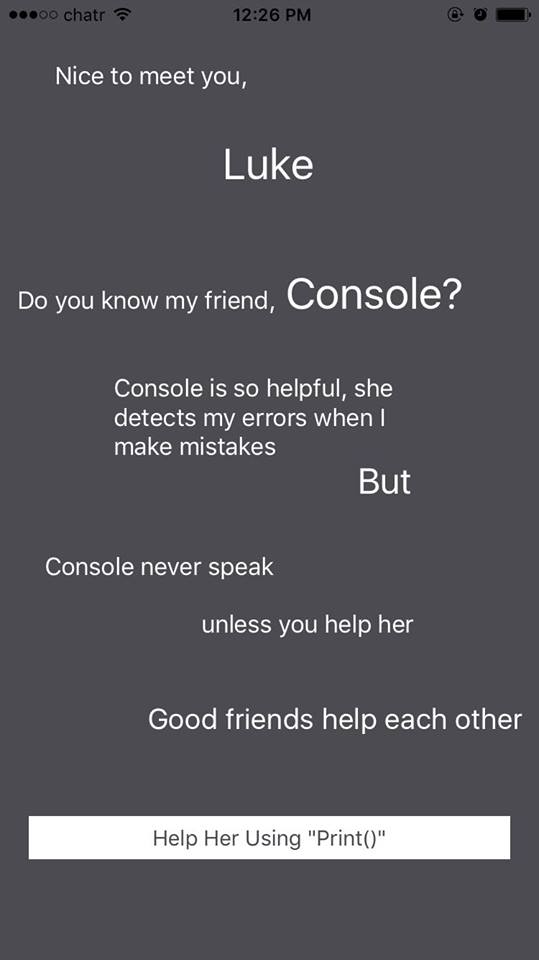 chatr 12:26 PM
Nice to meet you,
Luke
Do you know my friend, Console?
Console is so helpful, she
detects my errors when I
make mistakes
But
Console never speak
unless you help her
Good friends help each other
Help Her Using "Print()"